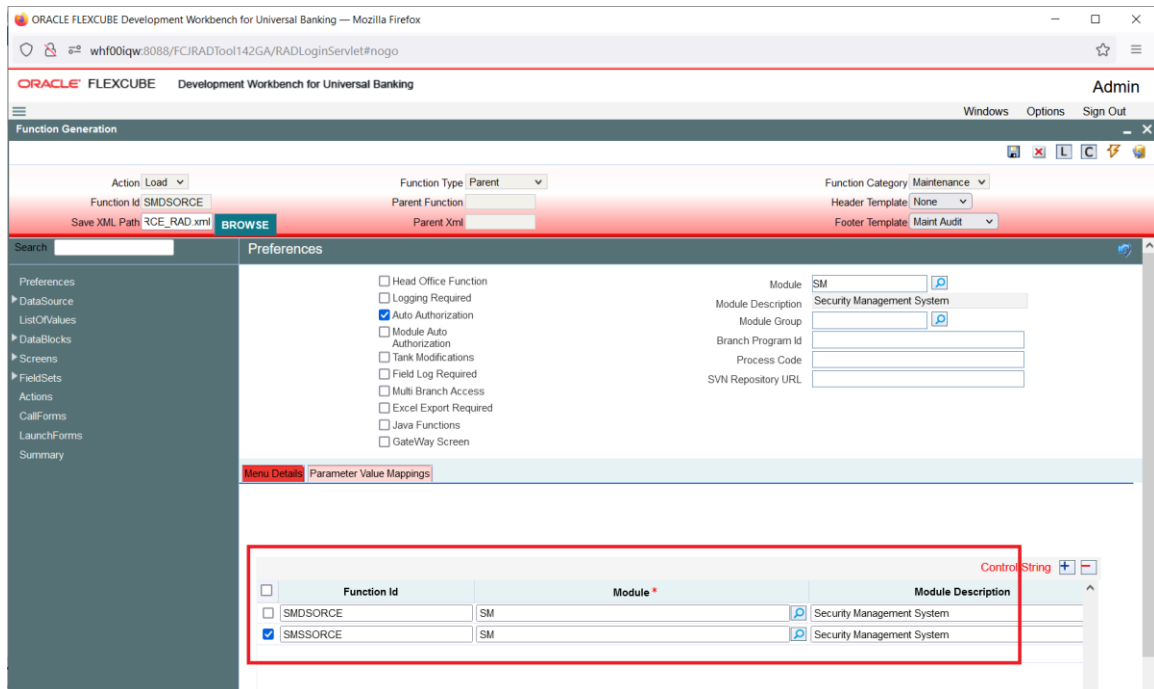 ORACLE FLEXCUBE Development Workbench for Universal Banking — Mozilla Firefox
whf00iqw:8088/FCJRADTool142GA/RADLoginServlet#nogo
ORACLE FLEXCUBE Development Workbench for Universal Banking Admin
Windows Options Sign Out
Function Generation
L C
Action Load Function Type Parent Function Category Maintenance
Function Id SMDSORCE Parent Function Header Template None
Save XML Path RCE_RAD.xml BROWSE Parent Xml Footer Template Maint Audit
Search Preferences
Preferences
DataSource
ListOfValues
DataBlocks
Screens
FieldSets
Actions
CallForms
LaunchForms
Summary
Head Office Function
Logging Required
Auto Authorization
Module Auto
Authorization
Tank Modifications
Field Log Required
Multi Branch Access
Excel Export Required
Java Functions
GateWay Screen
Module SM
Module Description Security Management System
Module Group
Branch Program Id
Process Code
SVN Repository URL
Menu Details Parameter Value Mappings
Control String
Function Id Module * Module Description
SMDSORCE SM Security Management System
SMSSORCE SM Security Management System